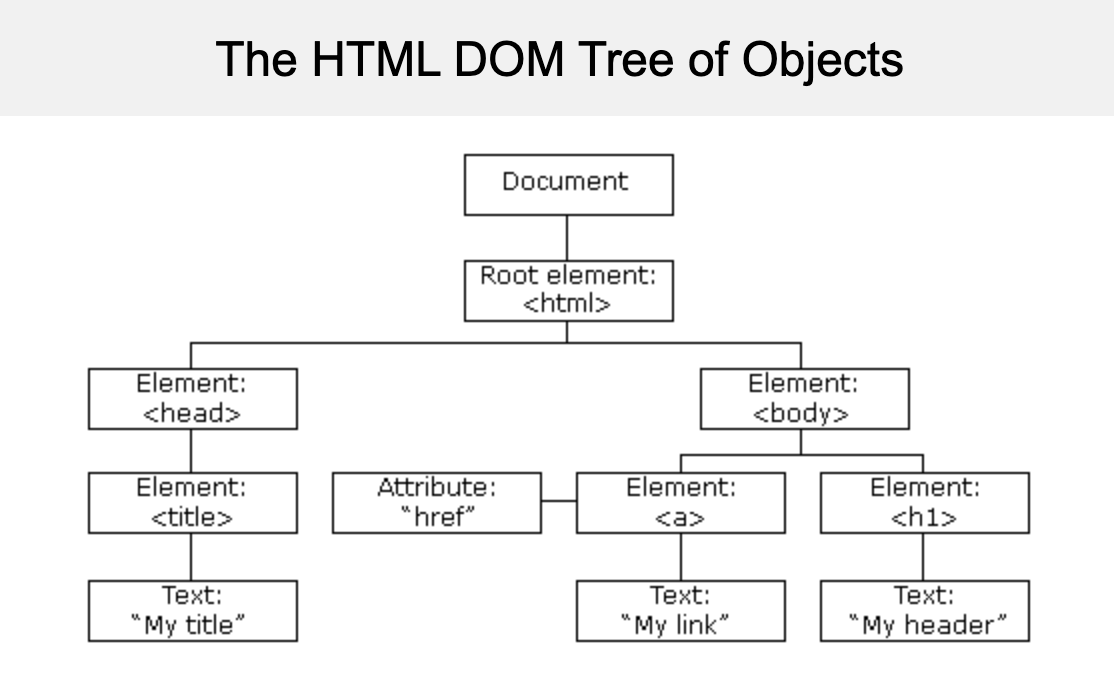 The HTML DOM Tree of Objects
Document
Root element:
<html>
Element:
<head>
Element:
<body>
Element:
<title>
Attribute:
“href”
Element:
<a>
Element:
<h1>
Text:
“My title”
Text:
“My link”
Text:
“My header”